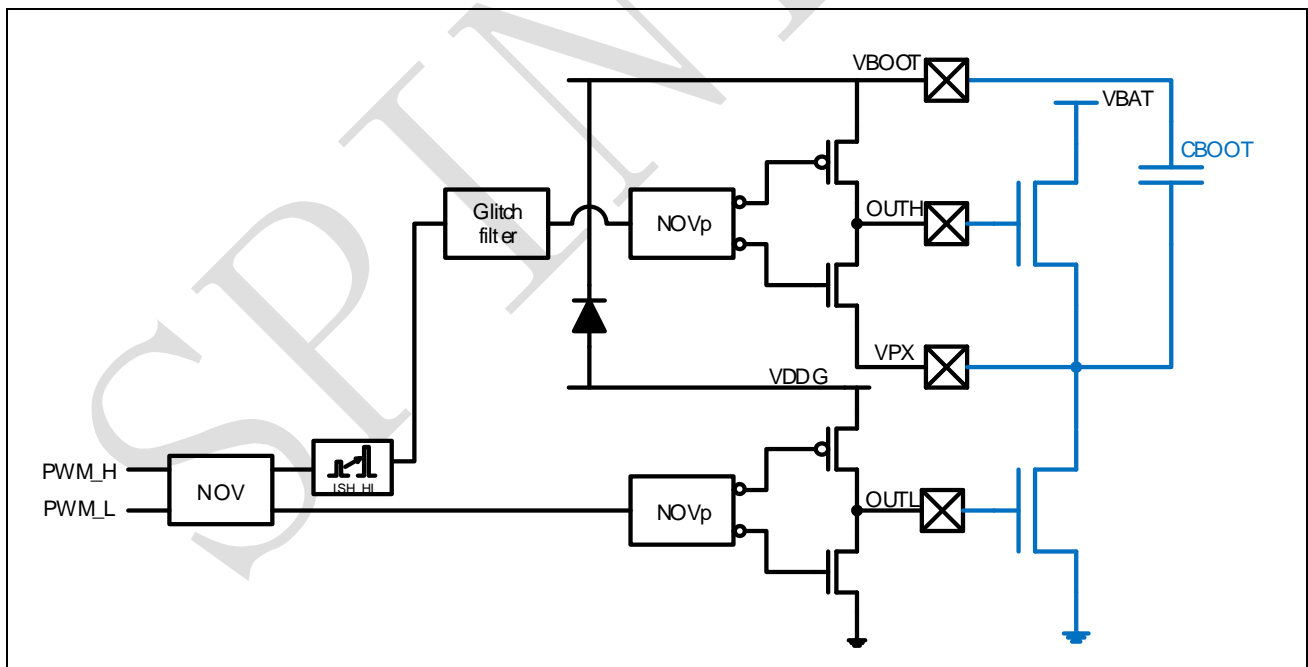 VBOOT
VBAT
CBOOT
Glitch
filter
NOVp
OUTH
VPX
VDDG
PWM_H
PWM_L
NOV
LSH_HI
NOVp
OUTL
SPIN